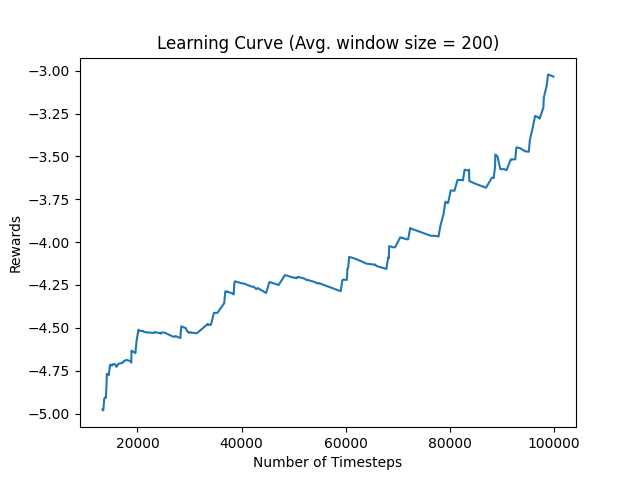 Learning Curve (Avg. window size = 200)
−3.00
−3.25
−3.50
−3.75
−4.00
−4.25
−4.50
−4.75
−5.00
Rewards
20000 40000 60000 80000 100000
Number of Timesteps